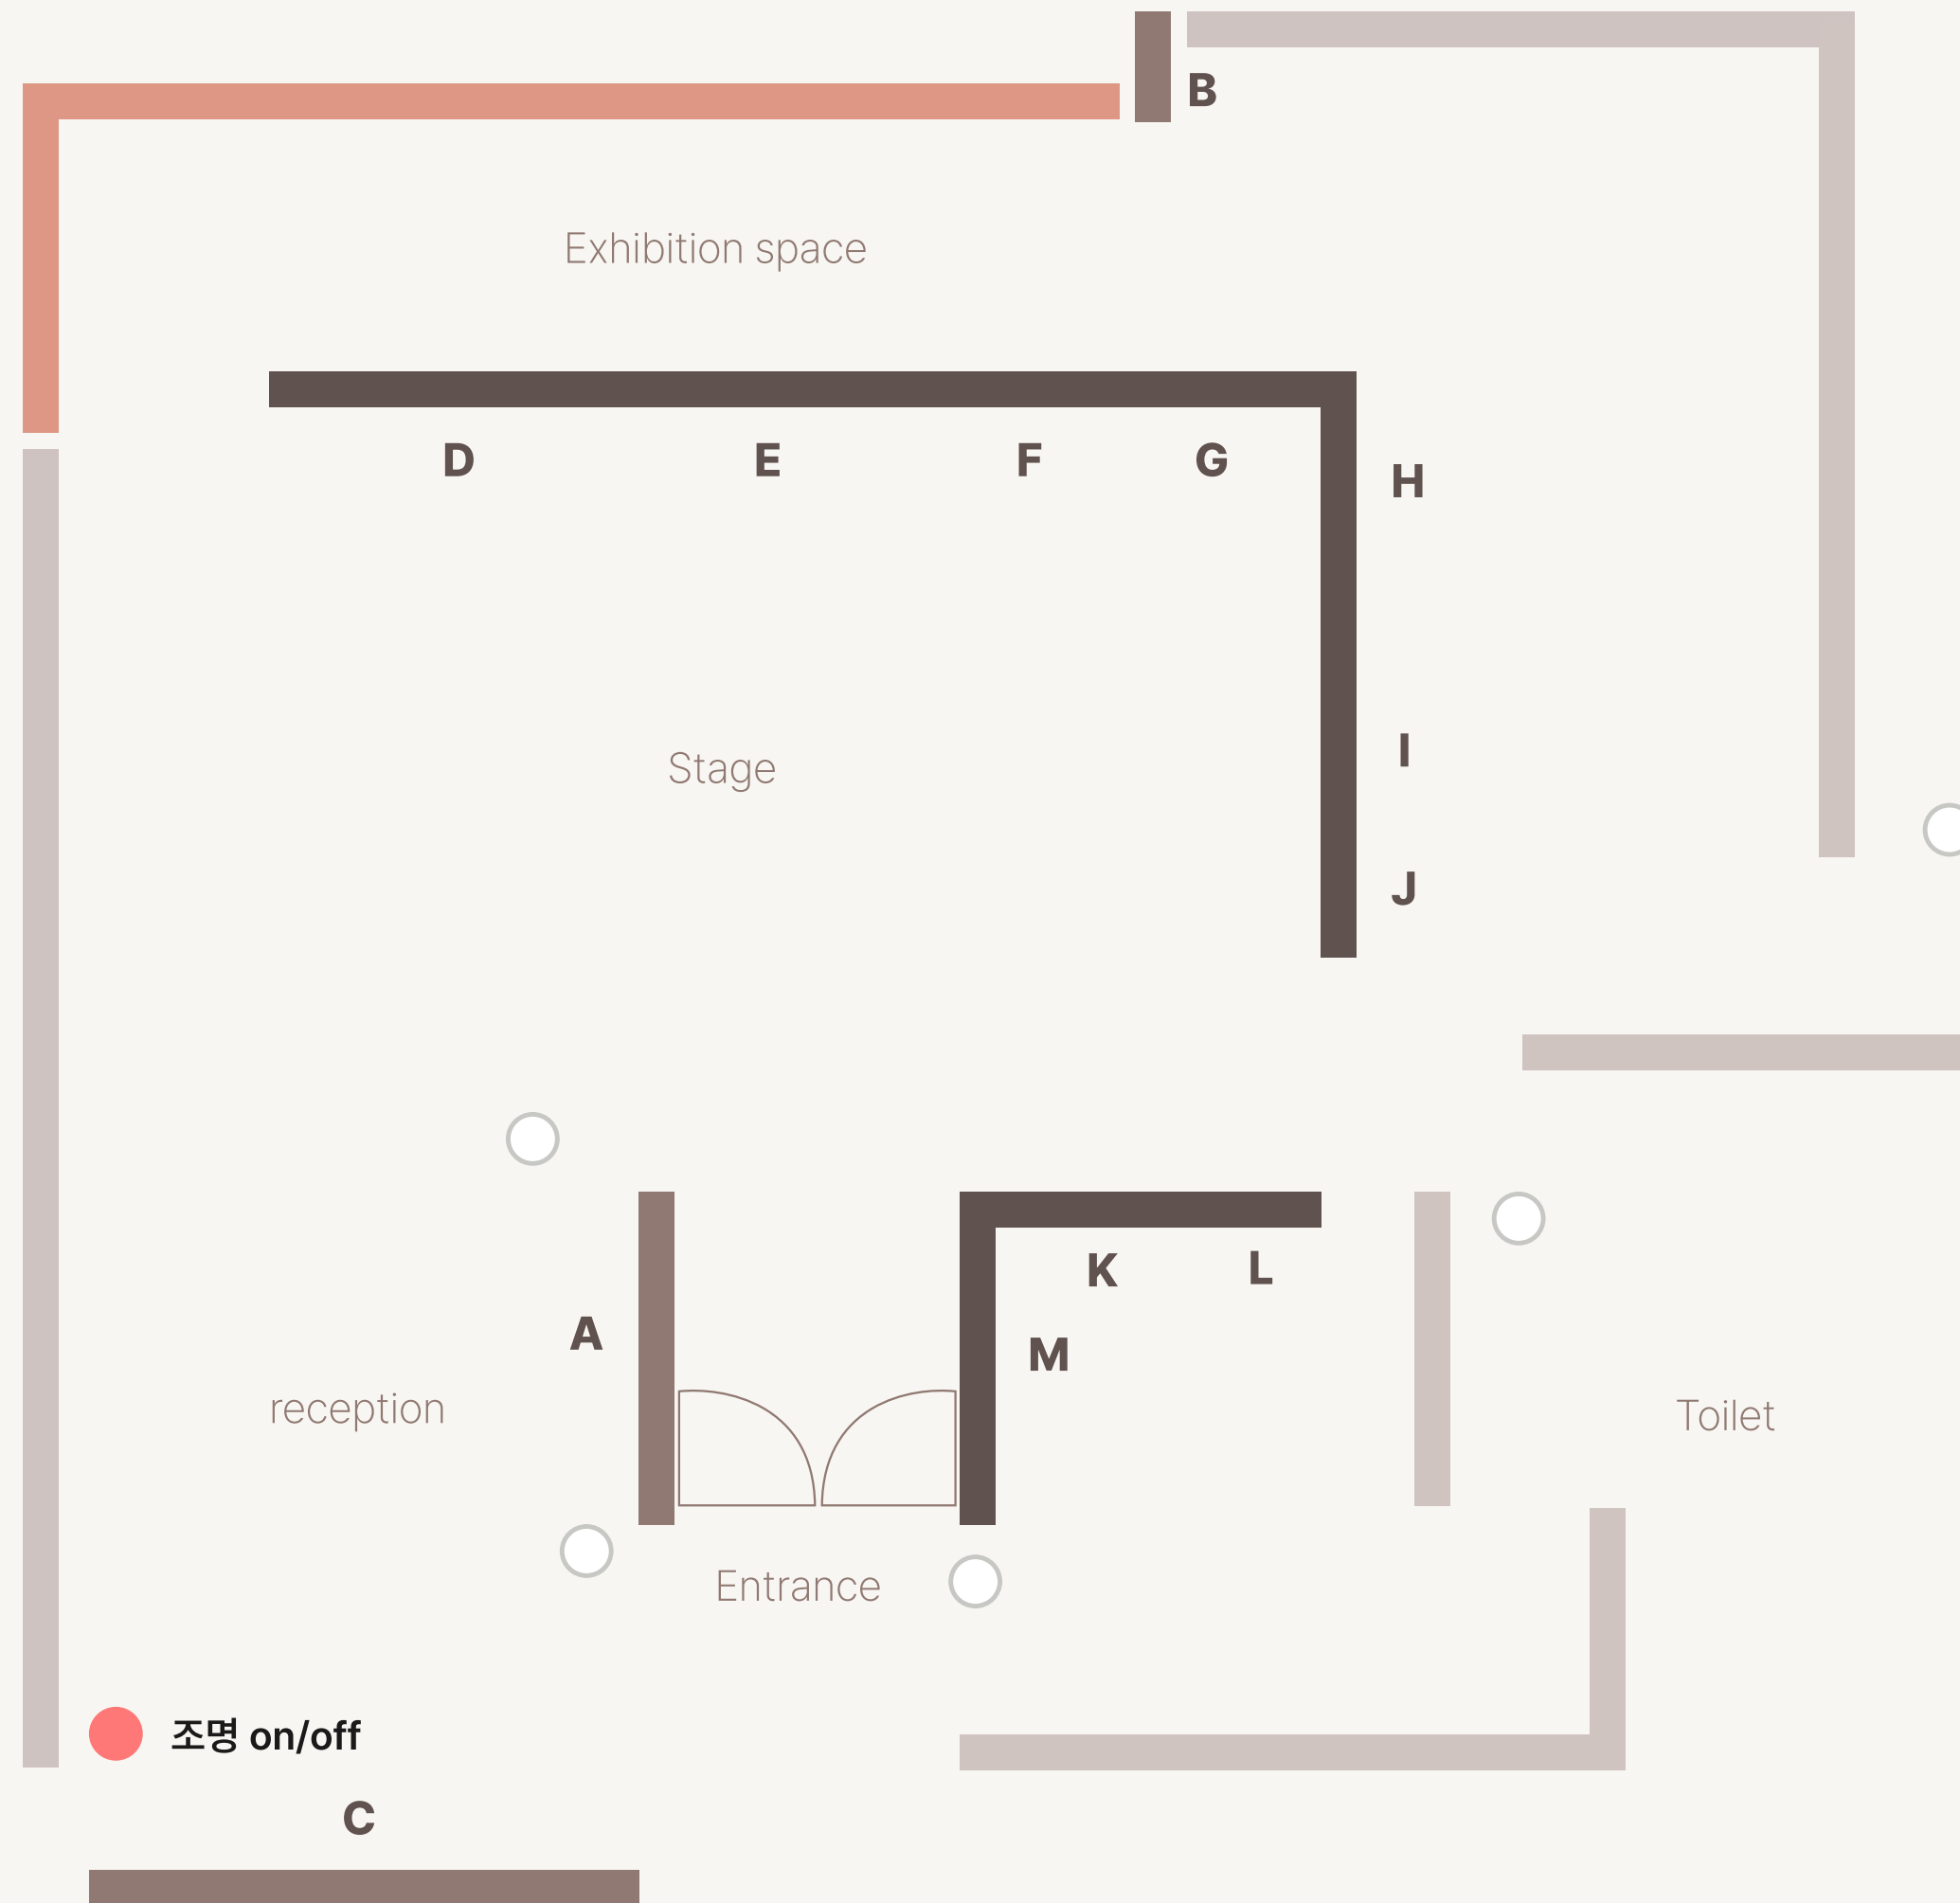 B
Exhibition space
D
E
F
G
H
Stage
I
J
K
L
A
M
reception
Toilet
Entrance
조명 on/off
C